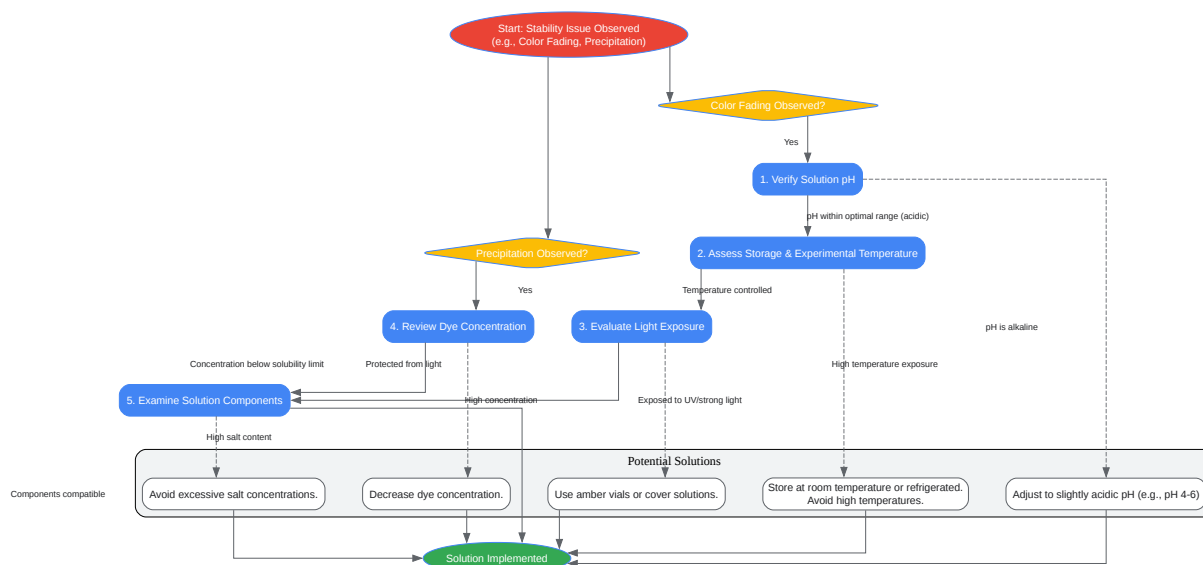 Start: Stability Issue Observed
(e.g., Color Fading, Precipitation)
Color Fading Observed?
Yes
1. Verify Solution pH
pH within optimal range (acidic)
Precipitation Observed?
2. Assess Storage & Experimental Temperature
Yes
Temperature controlled
4. Review Dye Concentration
3. Evaluate Light Exposure
pH is alkaline
Concentration below solubility limit
Protected from light
High temperature exposure
5. Examine Solution Components
High concentration
Exposed to UV/strong light
High salt content
Potential Solutions
Components compatible
Avoid excessive salt concentrations.
Decrease dye concentration.
Use amber vials or cover solutions.
Store at room temperature or refrigerated.
Avoid high temperatures.
Adjust to slightly acidic pH (e.g., pH 4-6)
Solution Implemented